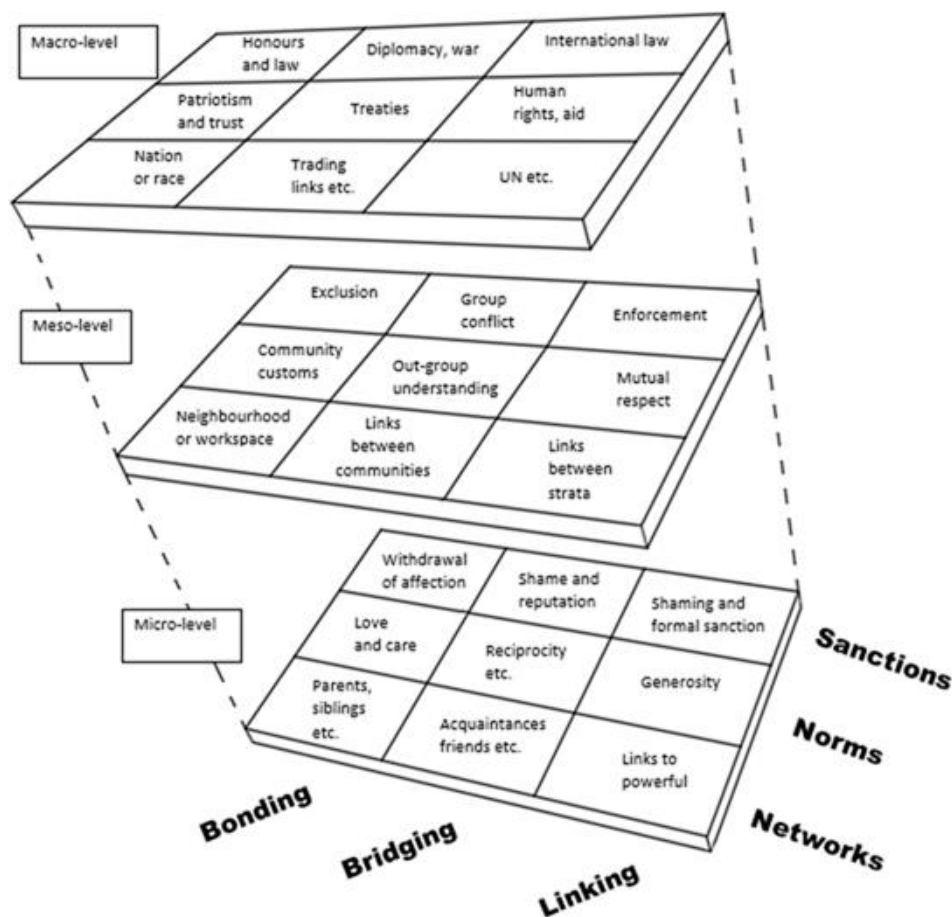 Macro-level
Honours
and law
Diplomacy, war
International law
Patriotism
and trust
Treaties
Human
rights, aid
Nation
or race
Trading
links etc.
UN etc.
Meso-level
Exclusion
Group
conflict
Enforcement
Community
customs
Out-group
understanding
Mutual
respect
Neighbourhood
or workspace
Links
between
communities
Links
between
strata
Micro-level
Withdrawal
of affection
Shame and
reputation
Shaming and
formal sanction
Love
and care
Reciprocity
etc.
Generosity
Parents,
siblings
etc.
Acquaintances
friends etc.
Links to
powerful
Sanctions
Norms
Networks
Bonding
Bridging
Linking